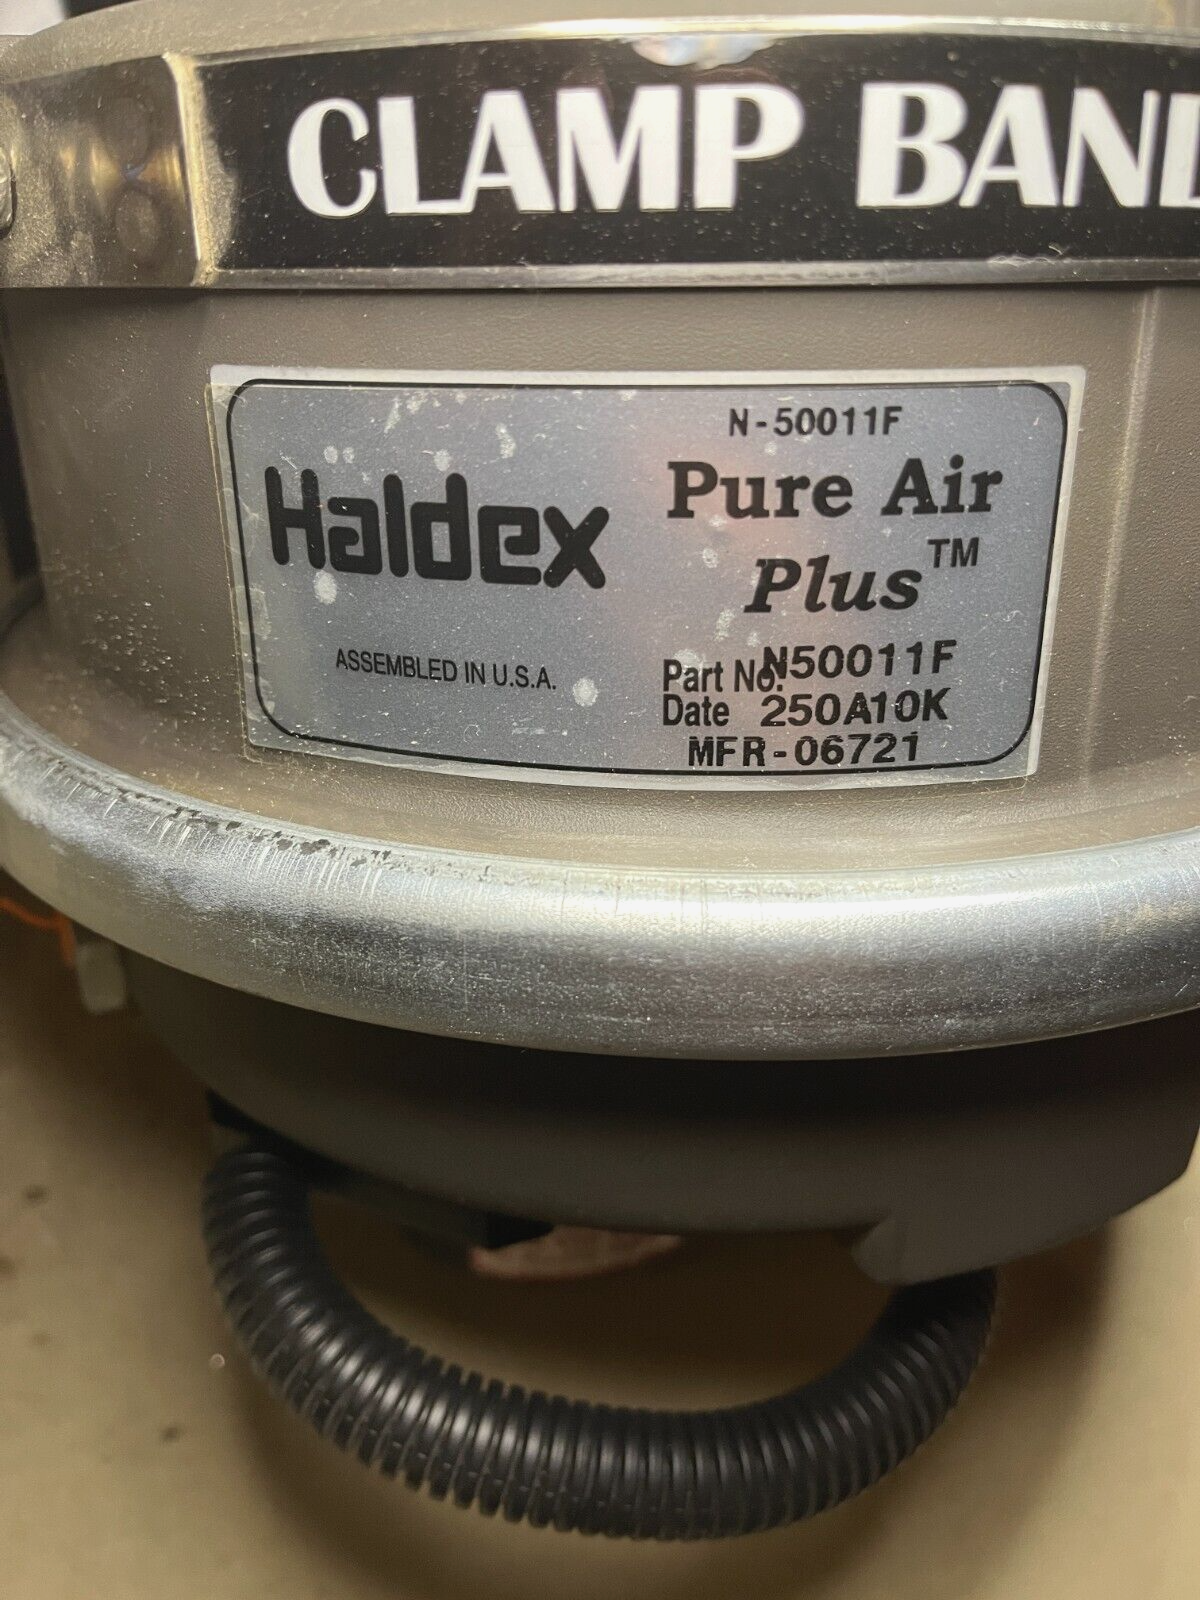 CLAMP BAND
N-50011F
Haldex
Pure Air
Plus™
ASSEMBLED IN U.S.A.
Part No. N50011F
Date 250A10K
MFR-06721